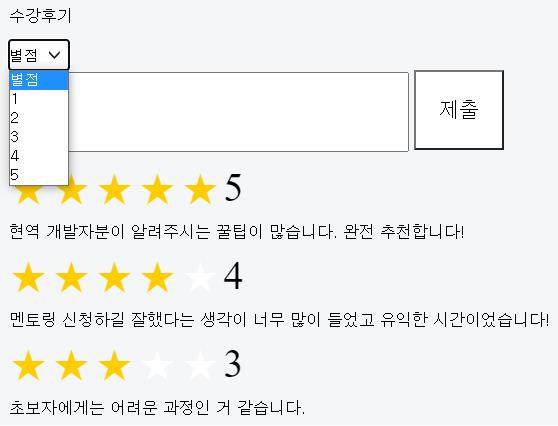 수강후기
별점
별점
1
2
3
4
5
제출
★★★★★5
현역 개발자분이 알려주시는 꿀팁이 많습니다. 완전 추천합니다!
★★★★★4
멘토링 신청하길 잘했다는 생각이 너무 많이 들었고 유익한 시간이었습니다!
★★★★★3
초보자에게는 어려운 과정인 거 같습니다.